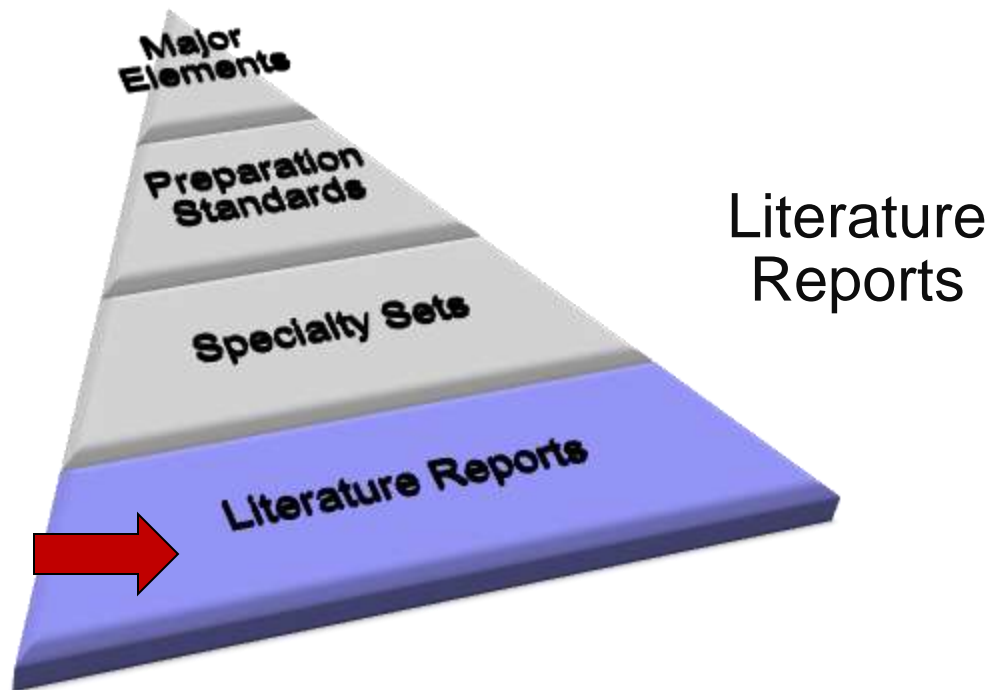 Major
Elements
Preparation
Standards
Specialty Sets
Literature Reports
Literature
Reports